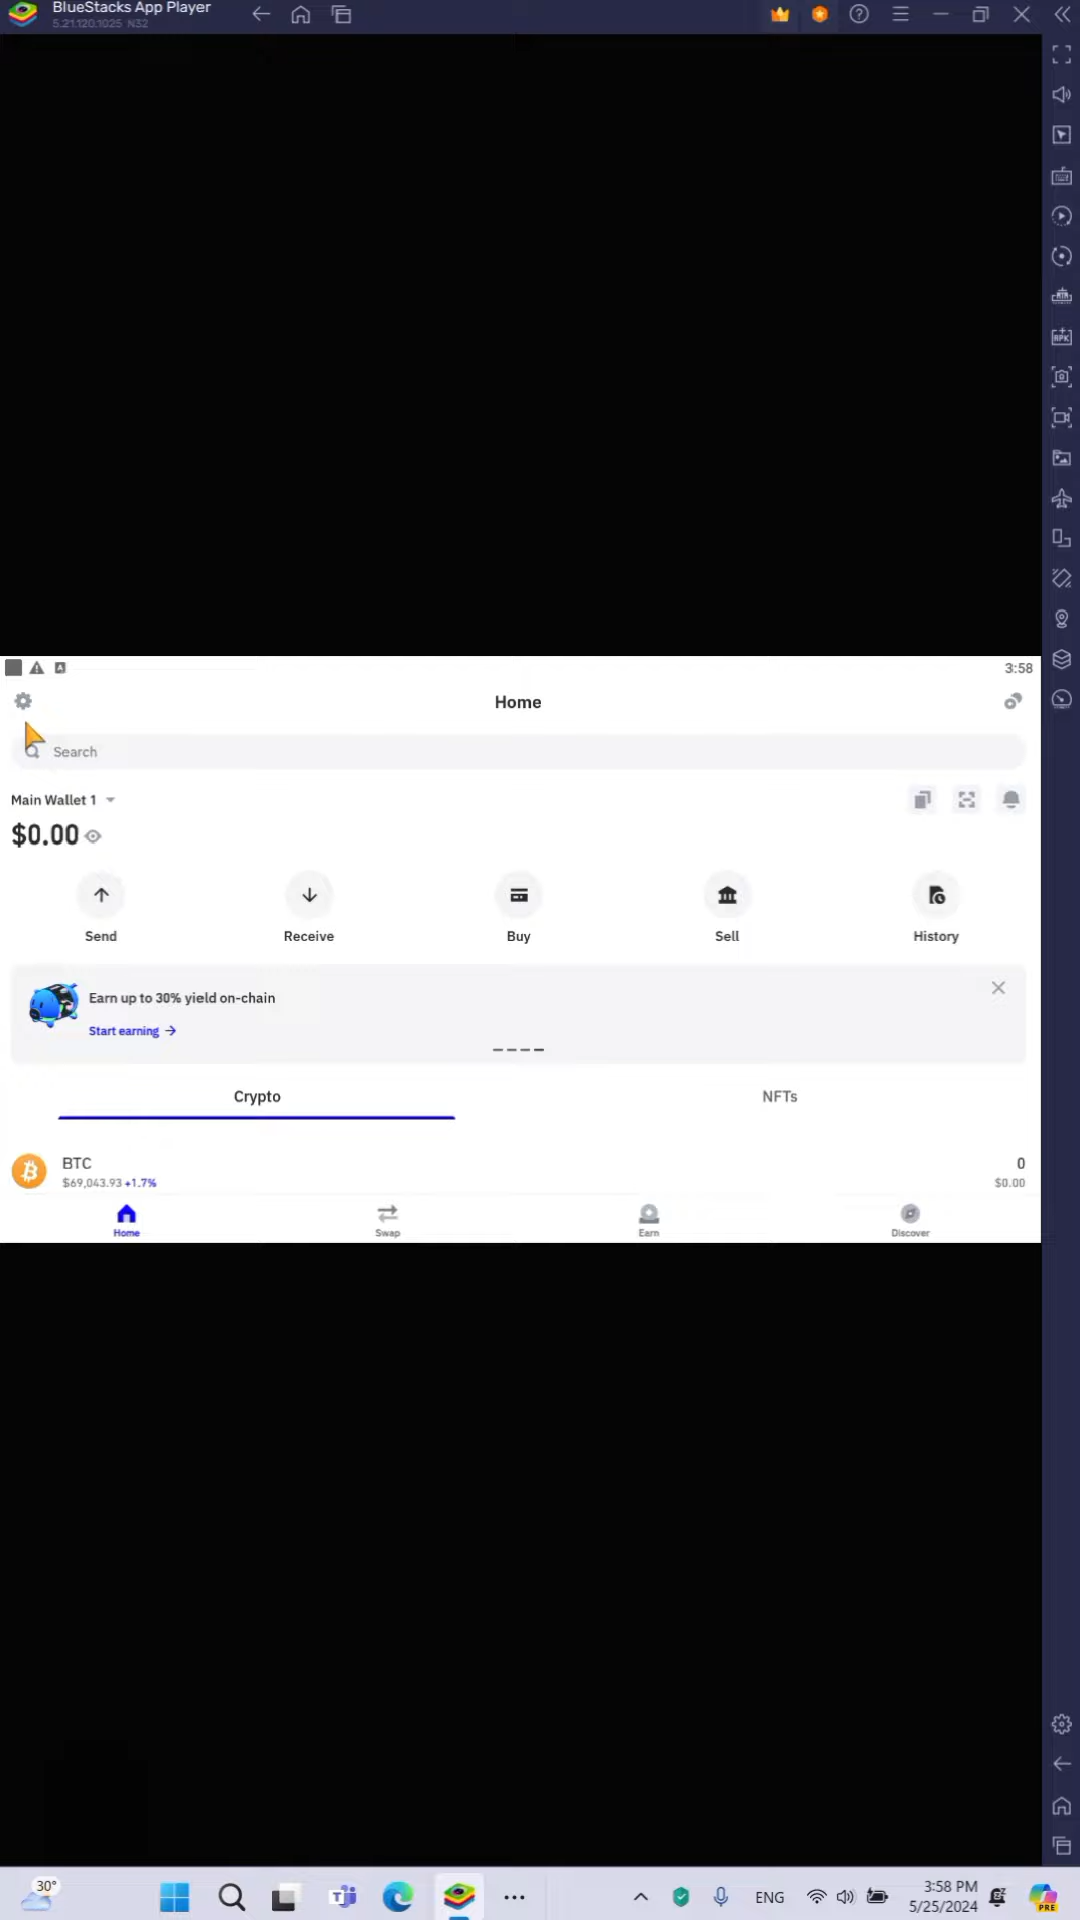 BlueStacks App Player
5.21.120.1025 N32
3:58
Home
Search
Main Wallet 1
$0.00
Send
Receive
Buy
Sell
History
Earn up to 30% yield on-chain
Start earning →
Crypto
NFTs
BTC
0
$69,043.93 +1.7%
$0.00
Home
Swap
Earn
Discover
30°
ENG
3:58 PM
5/25/2024
PRE